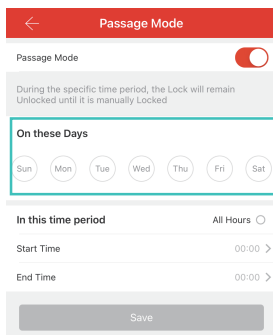 Passage Mode
Passage Mode
During the specific time period, the Lock will remain
Unlocked until it is manually Locked
On these Days
Sun Mon Tue Wed Thu Fri Sat
In this time period All Hours
Start Time 00:00 >
End Time 00:00 >
Save